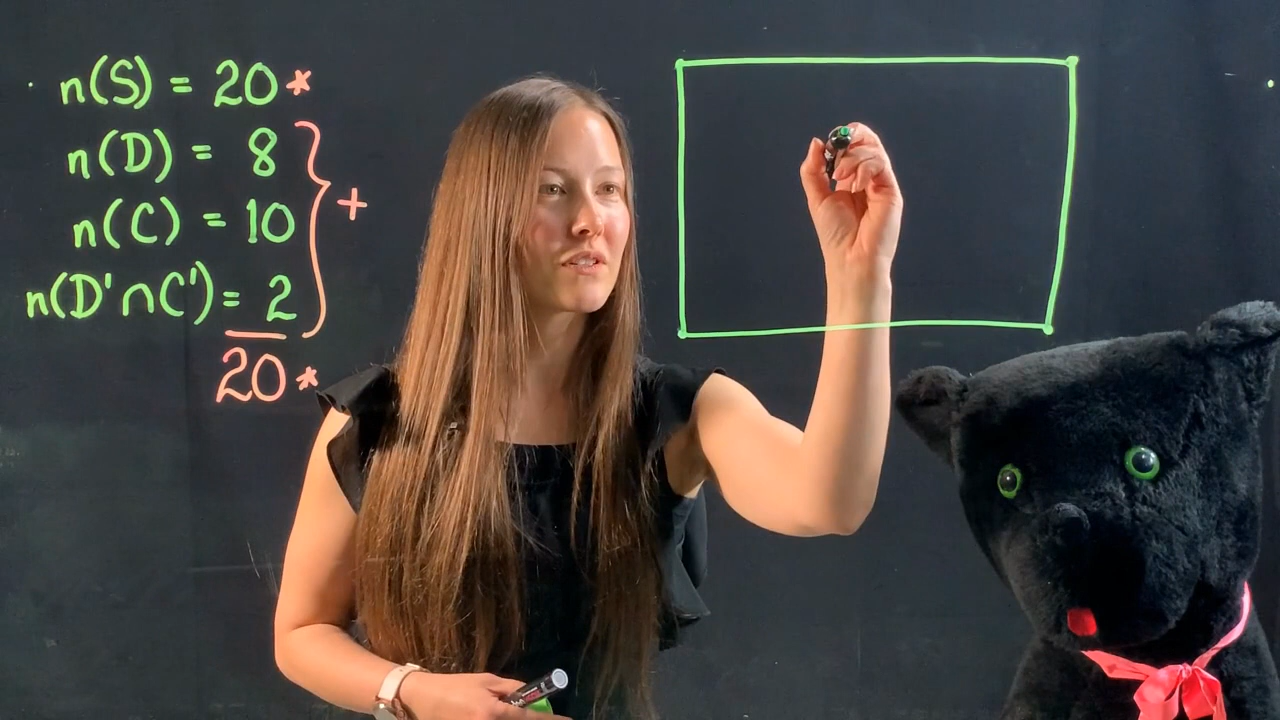 n(S) = 20 *
n(D) = 8
n(C) = 10
+
n(D'∩C') = 2
20 *